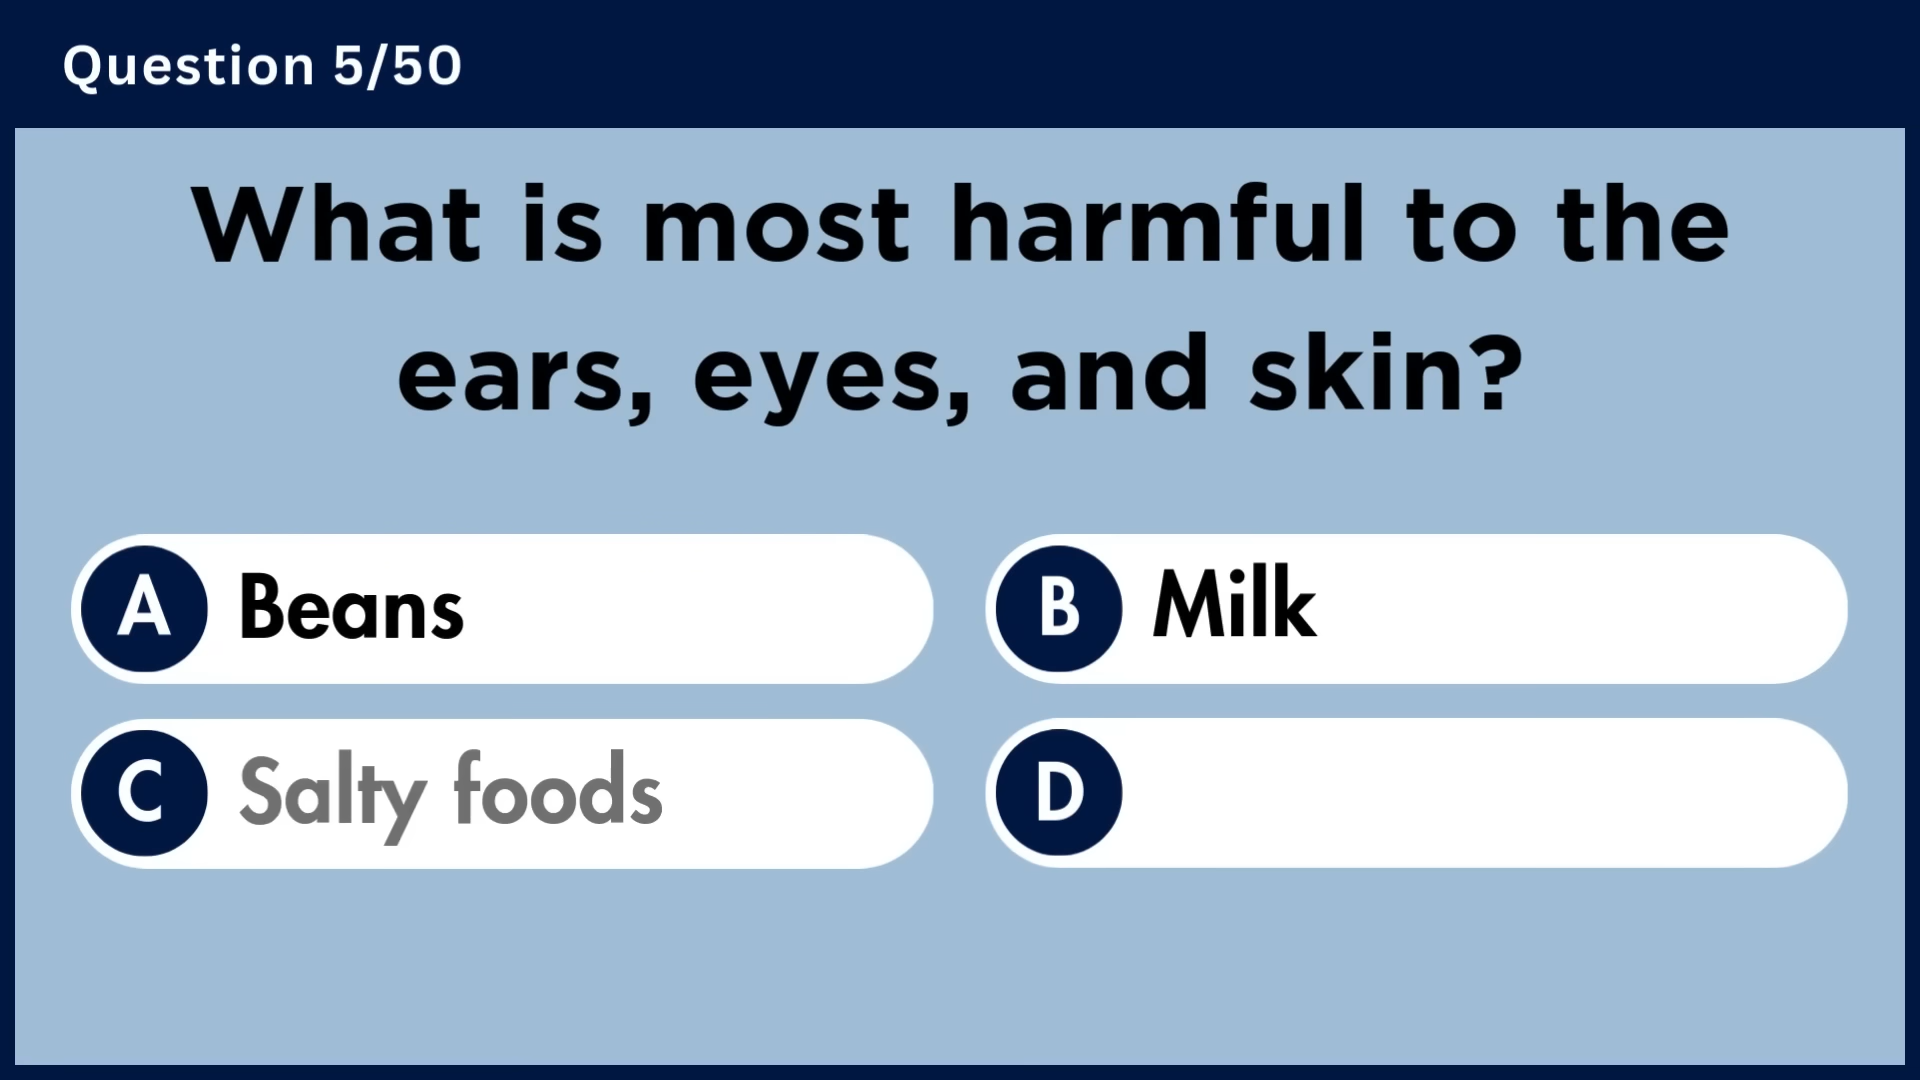 Question 5/50
What is most harmful to the
ears, eyes, and skin?
A Beans
B Milk
C Salty foods
D